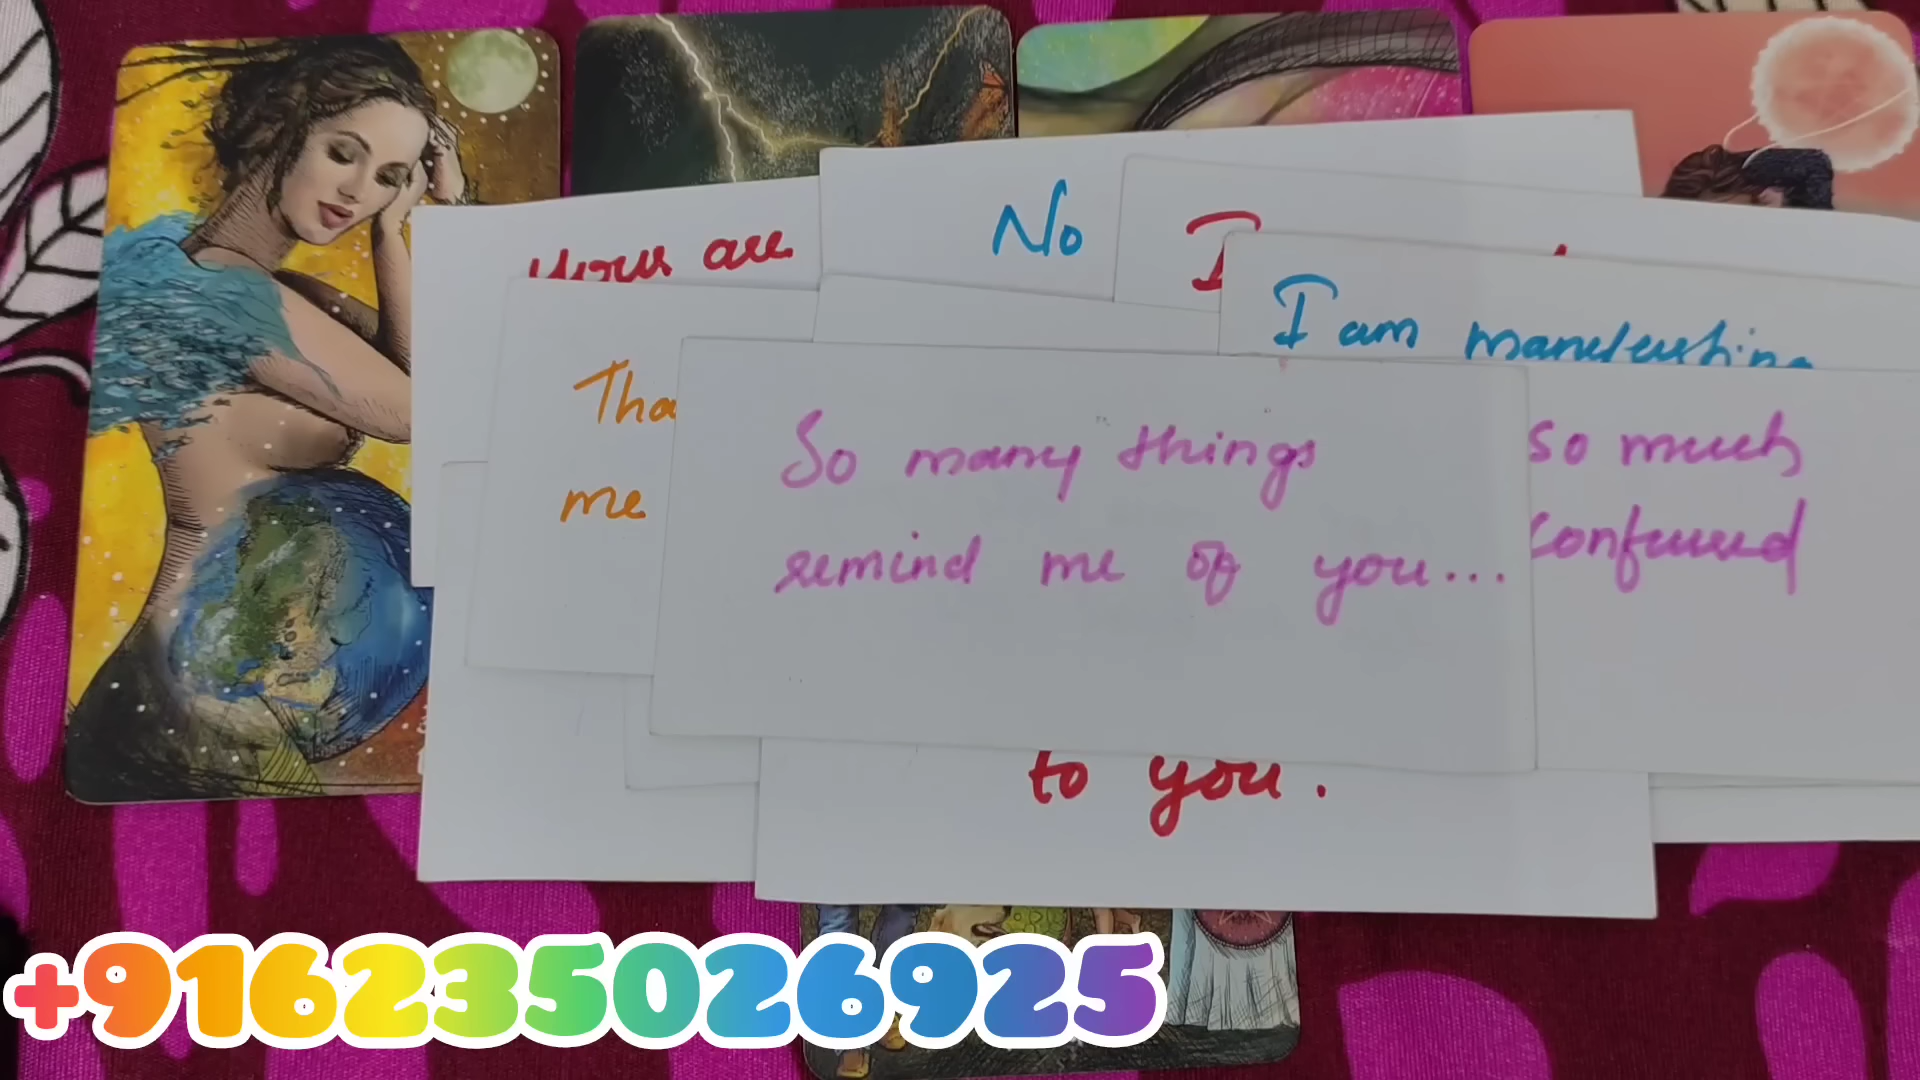 You are
No
I
I am manifesting
Tha
me
So many things
remind me of you...
so much
confused
to you.
+916235026925